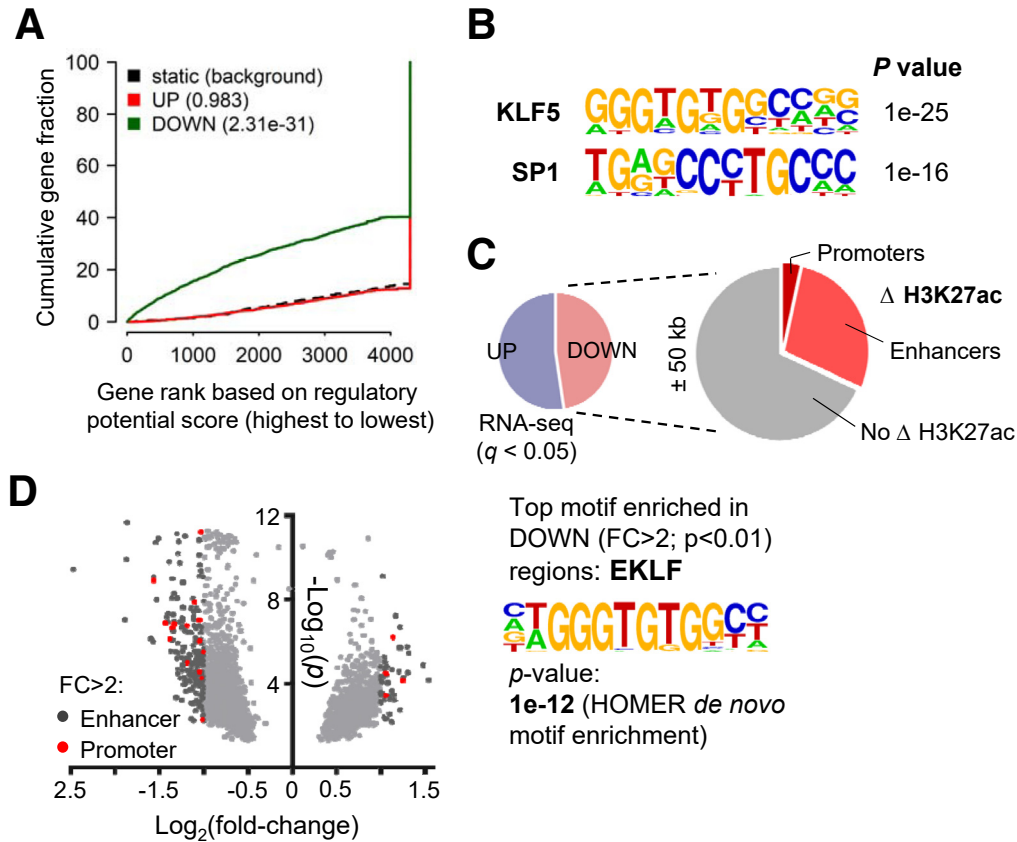 A
100
80
60
40
20
0
static (background)
UP (0.983)
DOWN (2.31e-31)
Cumulative gene fraction
0 1000 2000 3000 4000
Gene rank based on regulatory
potential score (highest to lowest)
B
P value
KLF5
GGGTGTGGCCGG
1e-25
SP1
TGAGCCCTGCCC
1e-16
C
Promoters
Δ H3K27ac
Enhancers
No Δ H3K27ac
± 50 kb
UP
DOWN
RNA-seq
(q < 0.05)
D
12
8
4
-Log10(p)
FC>2:
Enhancer
Promoter
2.5 -1.5 -0.5 0 0.5 1.5
Log2(fold-change)
Top motif enriched in
DOWN (FC>2; p<0.01)
regions: EKLF
CTGGGTGTGGCC
p-value:
1e-12 (HOMER de novo
motif enrichment)